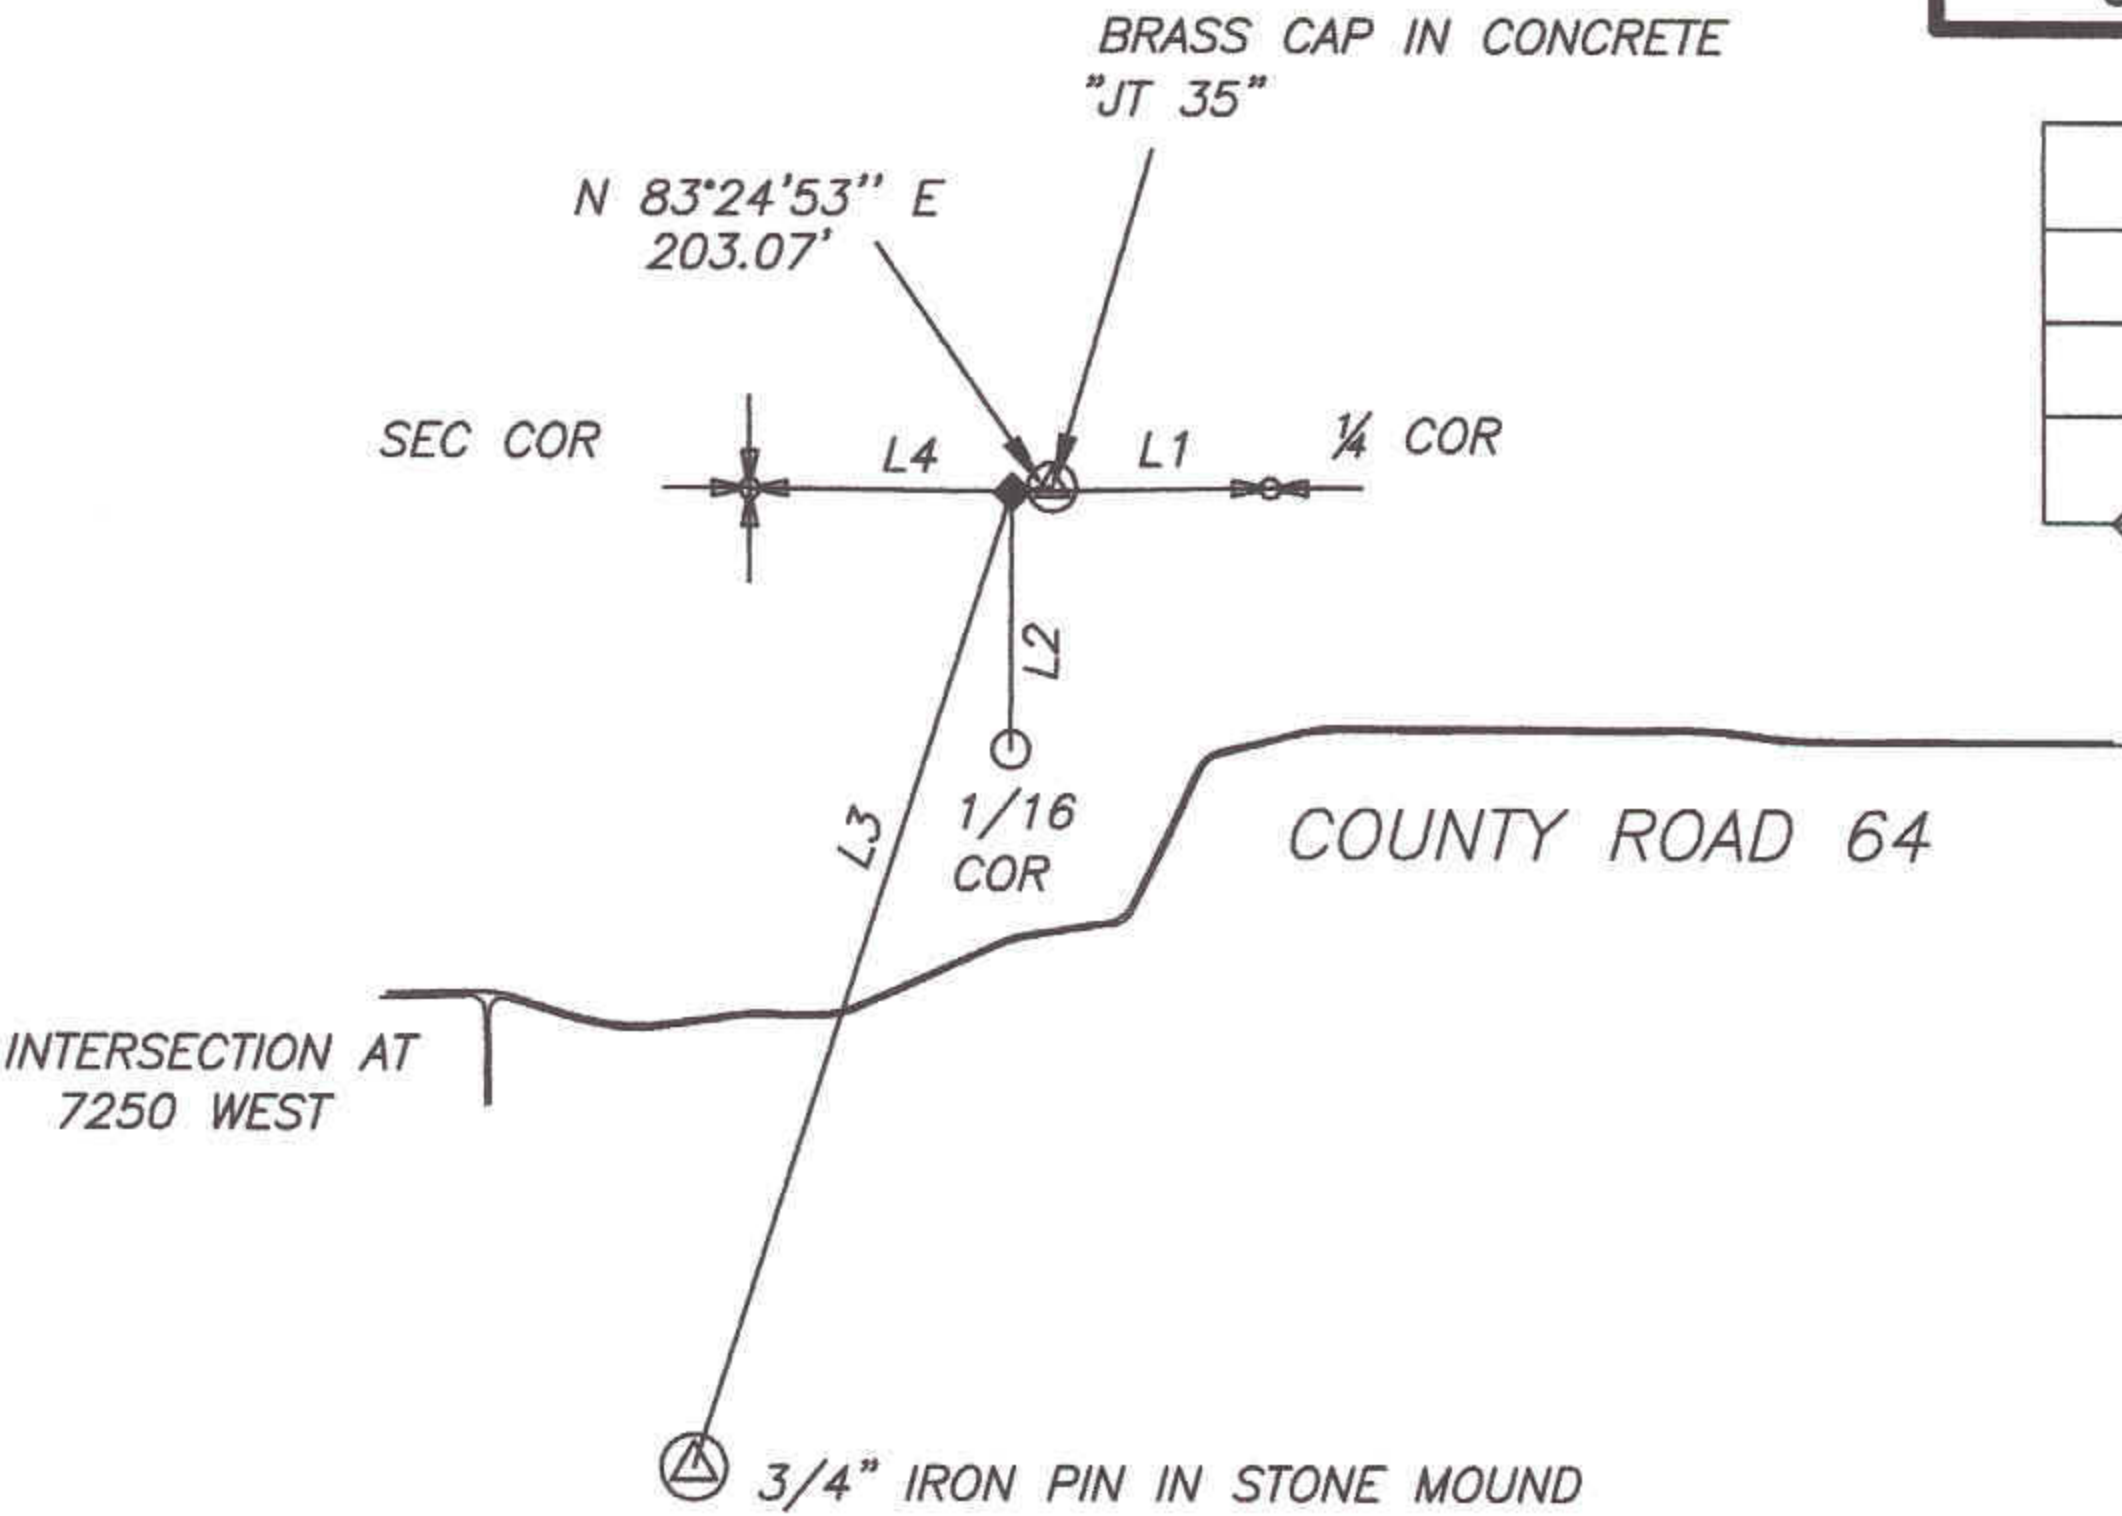 BRASS CAP IN CONCRETE
"JT 35"
N 83°24'53" E
203.07'
SEC COR
L4
L1
¼ COR
L2
L3
1/16
COR
COUNTY ROAD 64
INTERSECTION AT
7250 WEST
3/4" IRON PIN IN STONE MOUND